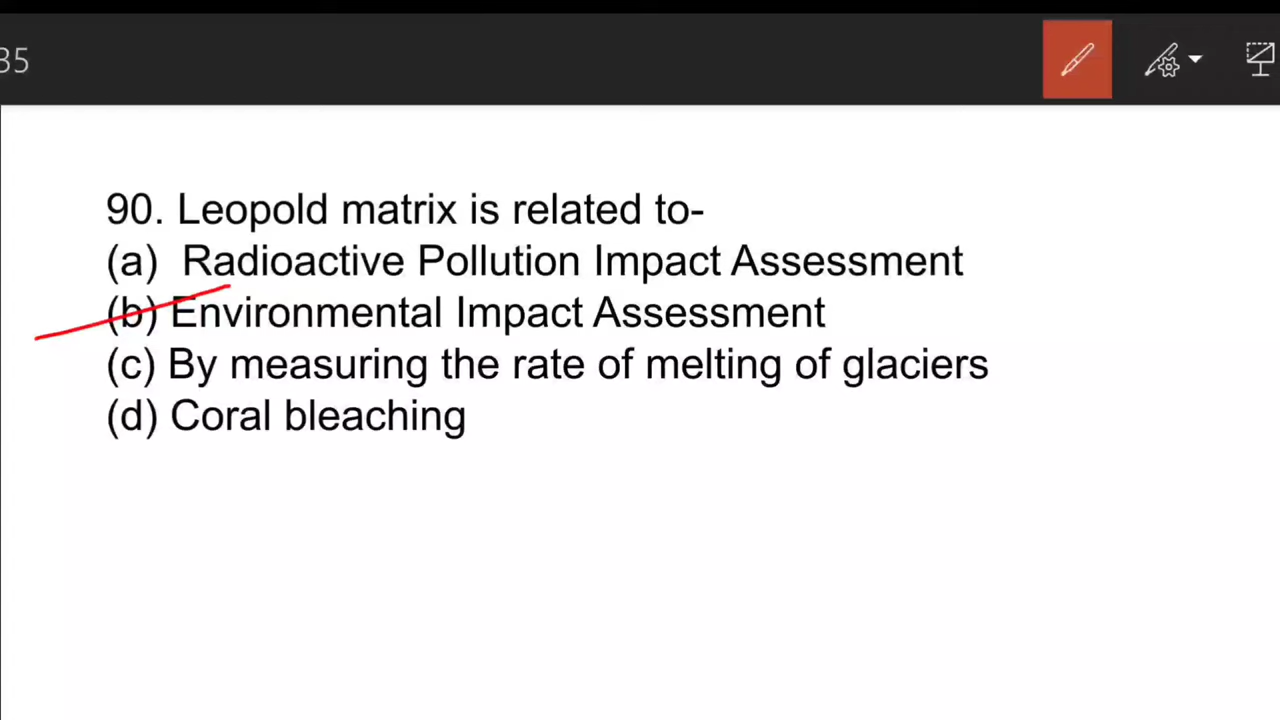 35
90. Leopold matrix is related to-
(a) Radioactive Pollution Impact Assessment
(b) Environmental Impact Assessment
(c) By measuring the rate of melting of glaciers
(d) Coral bleaching